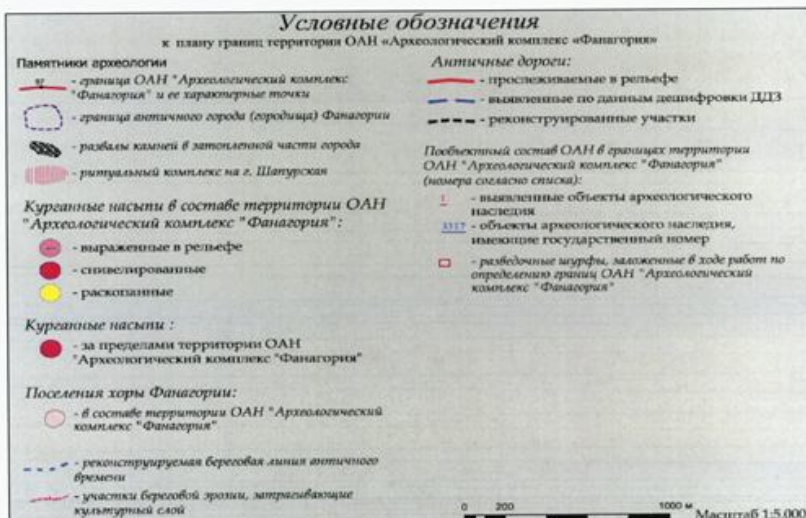 Условные обозначения
к плану границ территория ОАН «Археологический комплекс «Фанагория»
Памятники археологии
97
- граница ОАН "Археологический комплекс
"Фанагория" и ее характерные точки
- граница античного города (городища) Фанагории
- развалы камней в затопленной части города
- ритуальный комплекс на г. Шапурская
Курганные насыпи в составе территории ОАН
"Археологический комплекс "Фанагория":
- выраженные в рельефе
- снивелированные
- раскопанные
Курганные насыпи :
- за пределами территории ОАН
"Археологический комплекс "Фанагория"
Поселения хоры Фанагории:
- в составе территории ОАН "Археологический
комплекс "Фанагория"
- реконструируемая береговая линия античного
времени
- участки береговой эрозии, затрагивающие
культурный слой
Античные дороги:
- прослеживаемые в рельефе
- выявленные по данным дешифровки ДДЗ
- реконструированные участки
Пообъектный состав ОАН в границах территории
ОАН "Археологический комплекс "Фанагория"
(номера согласно списка):
1
- выявленные объекты археологического
наследия
3317
- объекты археологического наследия,
имеющие государственный номер
- разведочные шурфы, заложенные в ходе работ по
определению границ ОАН "Археологический
комплекс "Фанагория"
0 200 1000 м
Масштаб 1:5.000